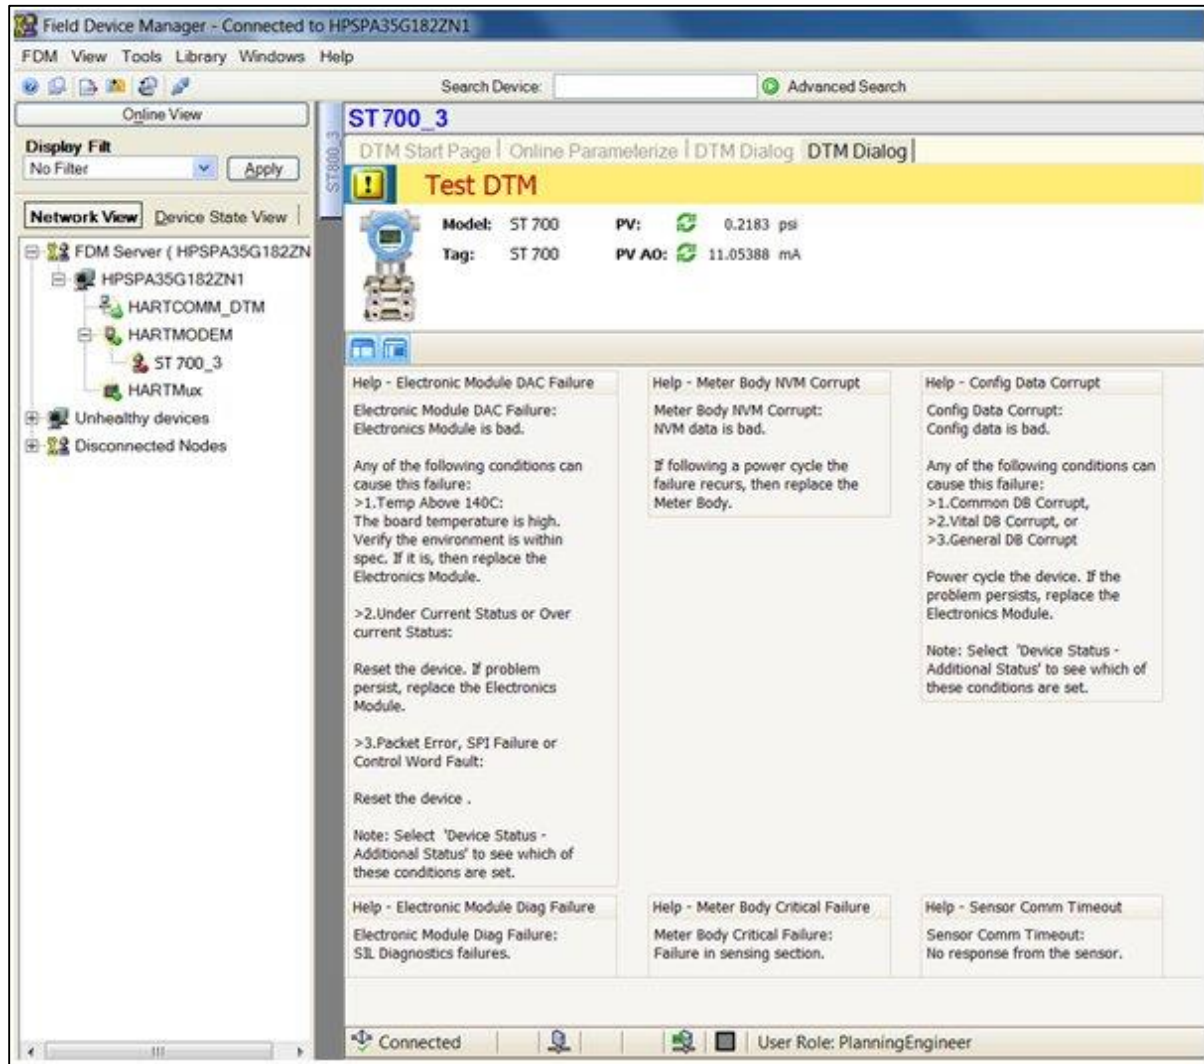 Field Device Manager - Connected to HPSPA35G182ZN1
FDM View Tools Library Windows Help
Search Device: Advanced Search
Online View
Display Filt
No Filter Apply
Network View Device State View
FDM Server ( HPSPA35G182ZN
HPSPA35G182ZN1
HARTCOMM_DTM
HARTMODEM
ST 700_3
HARTMux
Unhealthy devices
Disconnected Nodes
ST800_3
ST 700_3
DTM Start Page Online Parameterize DTM Dialog DTM Dialog
Test DTM
Model: ST 700 PV: 0.2183 psi
Tag: ST 700 PV AO: 11.05388 mA
Help - Electronic Module DAC Failure
Electronic Module DAC Failure:
Electronics Module is bad.
Any of the following conditions can
cause this failure:
>1.Temp Above 140C:
The board temperature is high.
Verify the environment is within
spec. If it is, then replace the
Electronics Module.
>2.Under Current Status or Over
current Status:
Reset the device. If problem
persist, replace the Electronics
Module.
>3.Packet Error, SPI Failure or
Control Word Fault:
Reset the device .
Note: Select 'Device Status -
Additional Status' to see which of
these conditions are set.
Help - Meter Body NVM Corrupt
Meter Body NVM Corrupt:
NVM data is bad.
If following a power cycle the
failure recurs, then replace the
Meter Body.
Help - Config Data Corrupt
Config Data Corrupt:
Config data is bad.
Any of the following conditions can
cause this failure:
>1.Common DB Corrupt,
>2.Vital DB Corrupt, or
>3.General DB Corrupt
Power cycle the device. If the
problem persists, replace the
Electronics Module.
Note: Select 'Device Status -
Additional Status' to see which of
these conditions are set.
Help - Electronic Module Diag Failure
Electronic Module Diag Failure:
SIL Diagnostics failures.
Help - Meter Body Critical Failure
Meter Body Critical Failure:
Failure in sensing section.
Help - Sensor Comm Timeout
Sensor Comm Timeout:
No response from the sensor.
Connected User Role: PlanningEngineer